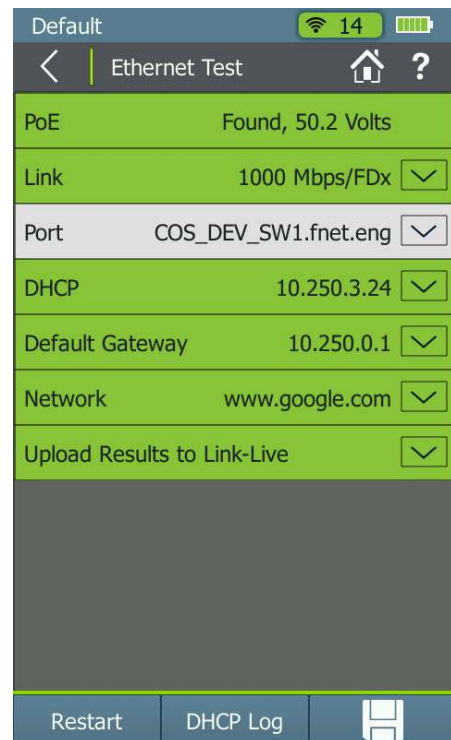 Default 14
Ethernet Test ?
PoE Found, 50.2 Volts
Link 1000 Mbps/FDx
Port COS_DEV_SW1.fnet.eng
DHCP 10.250.3.24
Default Gateway 10.250.0.1
Network www.google.com
Upload Results to Link-Live
Restart DHCP Log